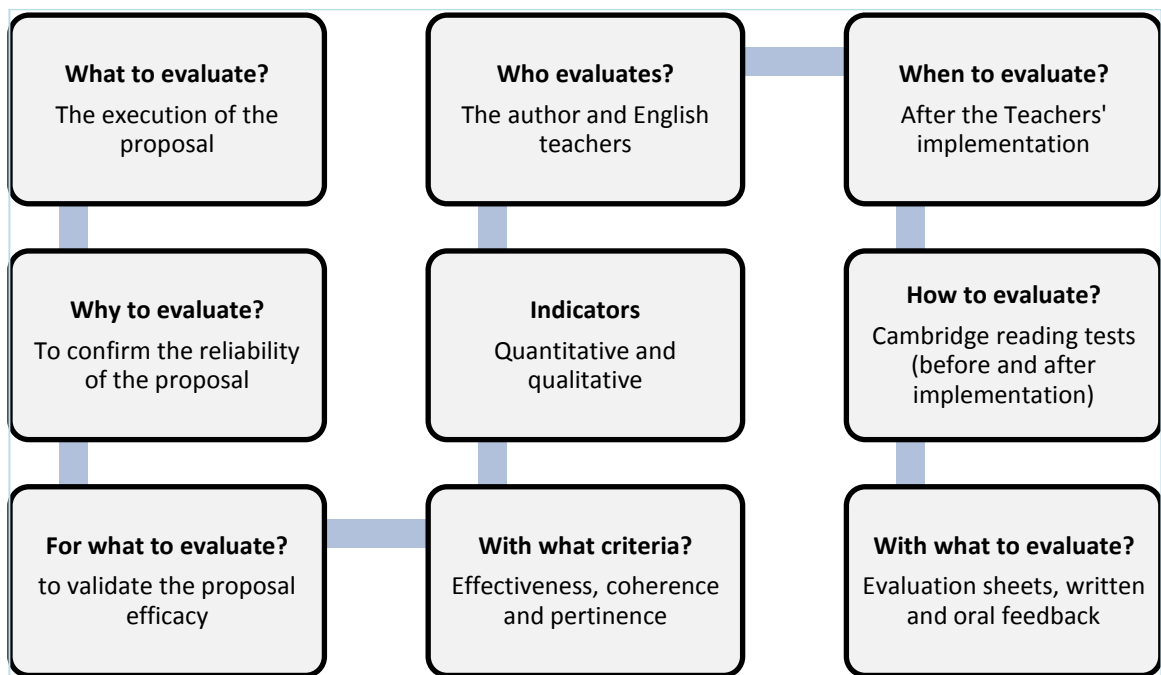 What to evaluate?
The execution of the
proposal
Why to evaluate?
To confirm the reliability
of the proposal
For what to evaluate?
to validate the proposal
efficacy
With what criteria?
Effectiveness, coherence
and pertinence
Indicators
Quantitative and
qualitative
Who evaluates?
The author and English
teachers
When to evaluate?
After the Teachers'
implementation
How to evaluate?
Cambridge reading tests
(before and after
implementation)
With what to evaluate?
Evaluation sheets, written
and oral feedback